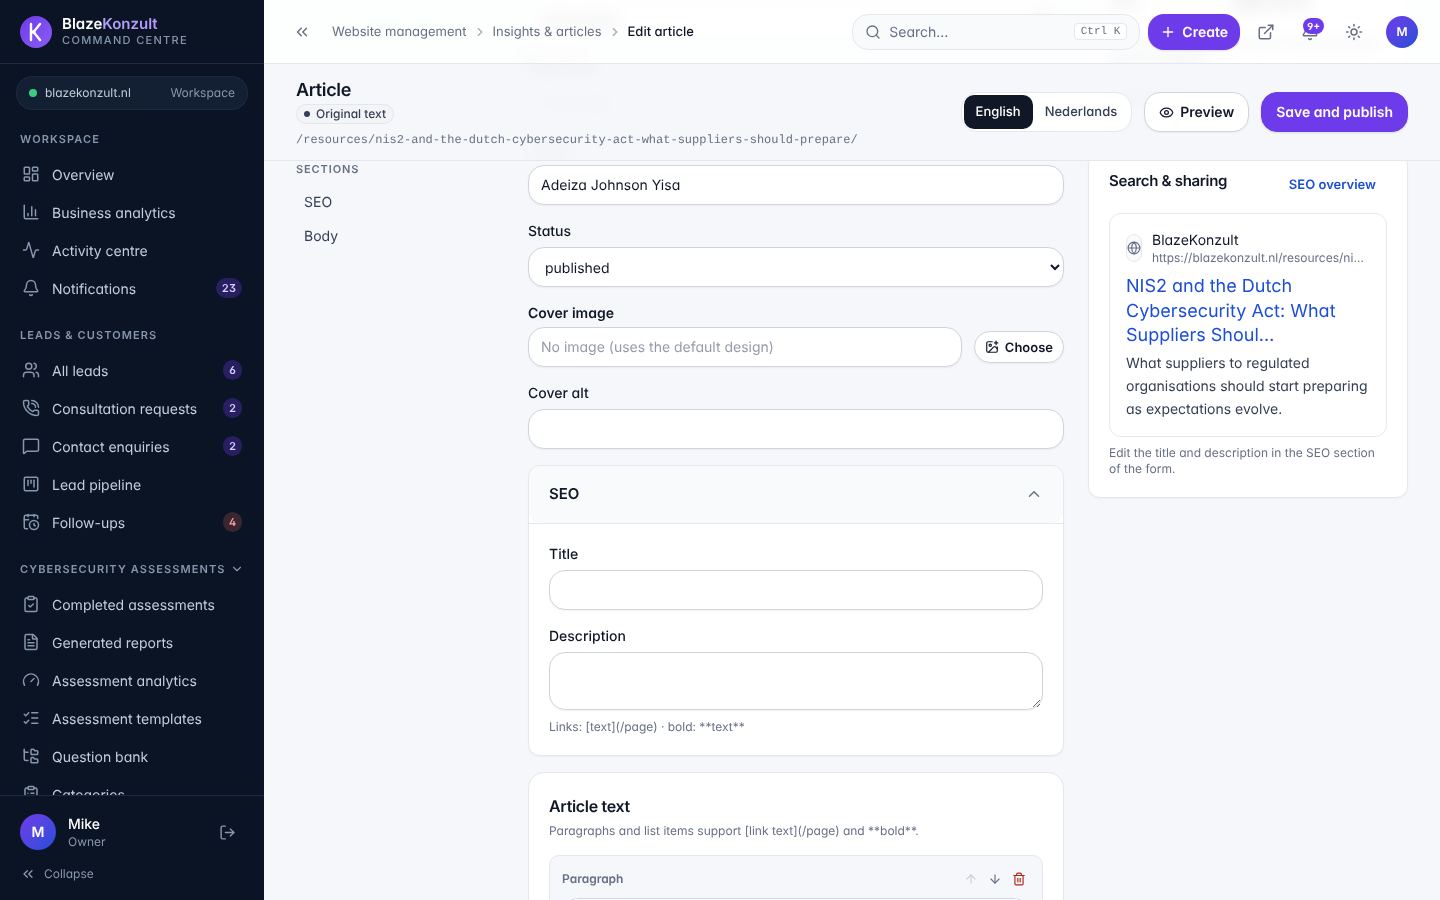 BlazeKonzult
COMMAND CENTRE
blazekonzult.nl Workspace
WORKSPACE
Overview
Business analytics
Activity centre
Notifications 23
LEADS & CUSTOMERS
All leads 6
Consultation requests 2
Contact enquiries 2
Lead pipeline
Follow-ups 4
CYBERSECURITY ASSESSMENTS
Completed assessments
Generated reports
Assessment analytics
Assessment templates
Question bank
Categories
M
Mike
Owner
Collapse
Website management > Insights & articles > Edit article
Search... Ctrl K
+ Create
9+
M
Article
Original text
/resources/nis2-and-the-dutch-cybersecurity-act-what-suppliers-should-prepare/
English Nederlands
Preview
Save and publish
SECTIONS
SEO
Body
Adeiza Johnson Yisa
Status
published
Cover image
No image (uses the default design)
Choose
Cover alt
SEO
Title
Description
Links: [text](/page) · bold: **text**
Article text
Paragraphs and list items support [link text](/page) and **bold**.
Paragraph
Search & sharing
SEO overview
BlazeKonzult
https://blazekonzult.nl/resources/ni...
NIS2 and the Dutch
Cybersecurity Act: What
Suppliers Shoul...
What suppliers to regulated
organisations should start preparing
as expectations evolve.
Edit the title and description in the SEO section
of the form.